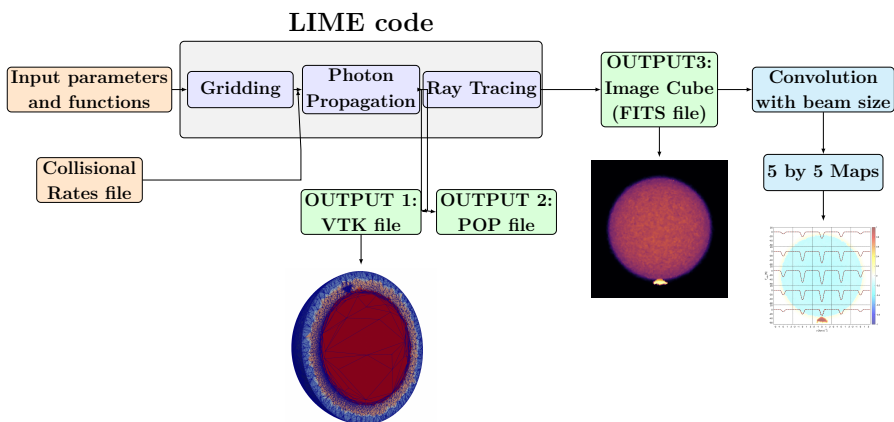 LIME code
Input parameters
and functions
Gridding
Photon
Propagation
Ray Tracing
OUTPUT3:
Image Cube
(FITS file)
Convolution
with beam size
Collisional
Rates file
OUTPUT 1:
VTK file
OUTPUT 2:
POP file
5 by 5 Maps